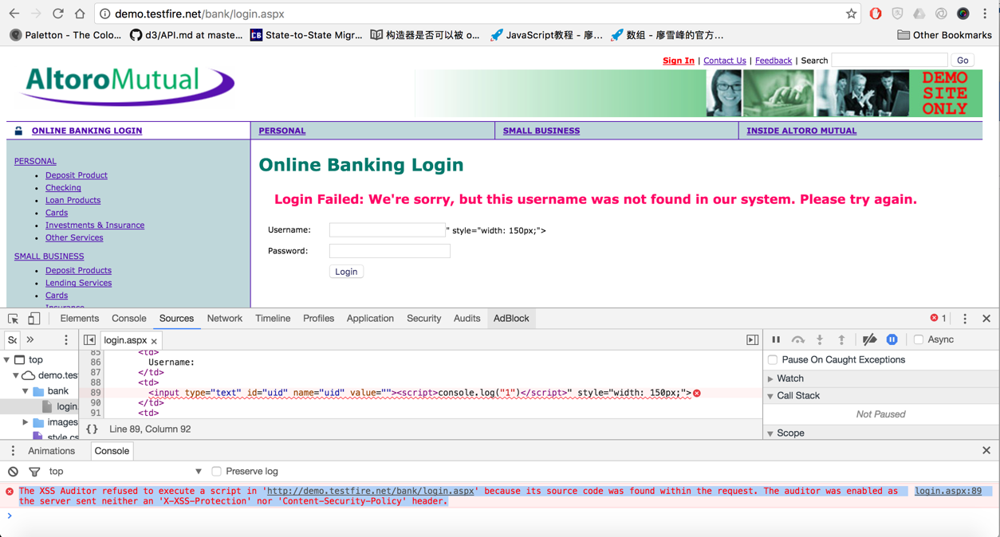 demo.testfire.net/bank/login.aspx
Paletton - The Colo... d3/API.md at maste... State-to-State Migr... 构造器是否可以被 o... JavaScript教程 - 廖... 数组 - 廖雪峰的官方... Other Bookmarks
AltoroMutual
Sign In | Contact Us | Feedback | Search Go
DEMO
SITE
ONLY
ONLINE BANKING LOGIN PERSONAL SMALL BUSINESS INSIDE ALTORO MUTUAL
PERSONAL
Deposit Product
Checking
Loan Products
Cards
Investments & Insurance
Other Services
SMALL BUSINESS
Deposit Products
Lending Services
Cards
Insurance
Online Banking Login
Login Failed: We're sorry, but this username was not found in our system. Please try again.
Username: " style="width: 150px;">
Password:
Login
Elements Console Sources Network Timeline Profiles Application Security Audits AdBlock 1
Sc » login.aspx × Async
top
demo.tes
bank
login.
images
style.cs
85 <td>
86 Username:
87 </td>
88 <td>
89 <input type="text" id="uid" name="uid" value=""><script>console.log("1")</script>" style="width: 150px;">
90 </td>
91 <td>
{} Line 89, Column 92
Pause On Caught Exceptions
Watch
Call Stack
Not Paused
Scope
Animations Console
top Preserve log
The XSS Auditor refused to execute a script in 'http://demo.testfire.net/bank/login.aspx' because its source code was found within the request. The auditor was enabled as login.aspx:89
the server sent neither an 'X-XSS-Protection' nor 'Content-Security-Policy' header.
>